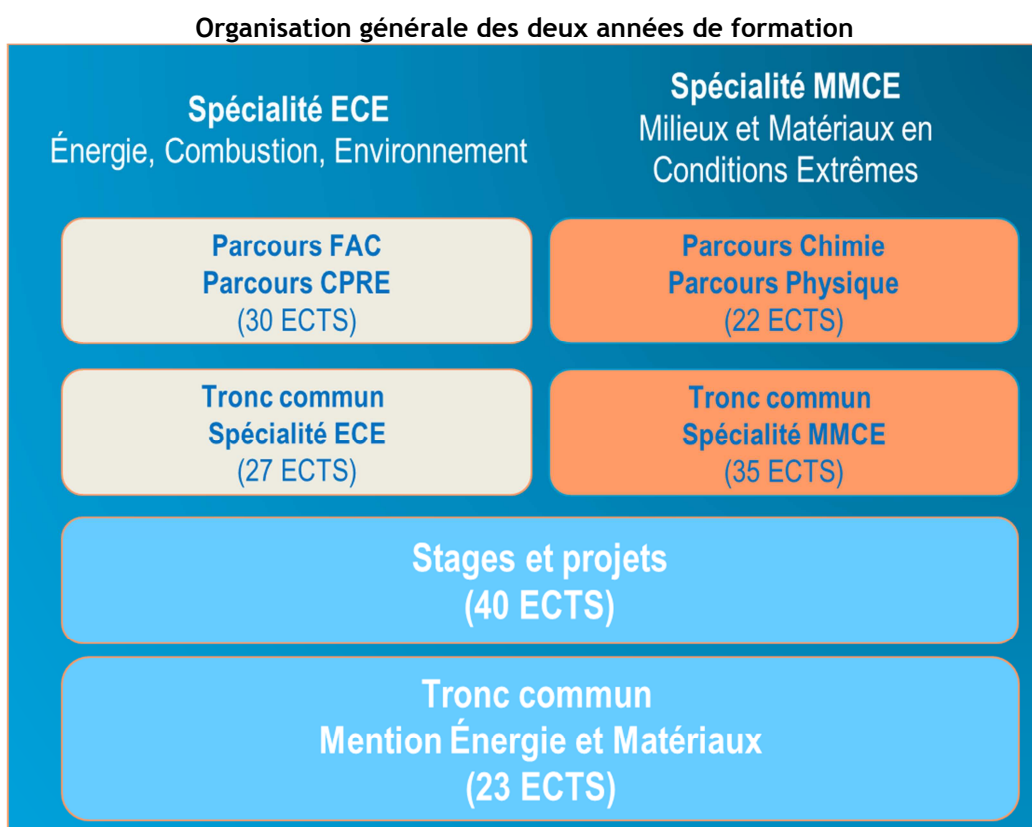 Organisation générale des deux années de formation
Spécialité ECE
Énergie, Combustion, Environnement
Spécialité MMCE
Milieux et Matériaux en
Conditions Extrêmes
Parcours FAC
Parcours CPRE
(30 ECTS)
Parcours Chimie
Parcours Physique
(22 ECTS)
Tronc commun
Spécialité ECE
(27 ECTS)
Tronc commun
Spécialité MMCE
(35 ECTS)
Stages et projets
(40 ECTS)
Tronc commun
Mention Énergie et Matériaux
(23 ECTS)